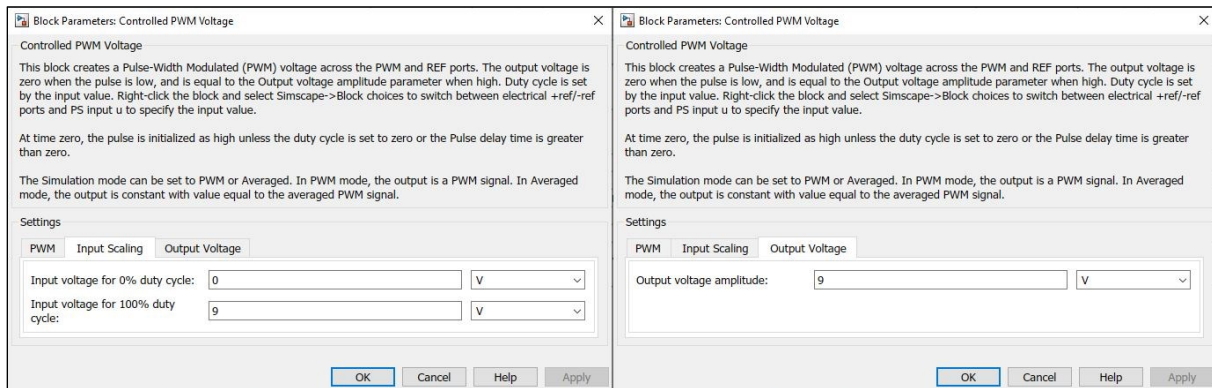 Block Parameters: Controlled PWM Voltage
Controlled PWM Voltage
This block creates a Pulse-Width Modulated (PWM) voltage across the PWM and REF ports. The output voltage is
zero when the pulse is low, and is equal to the Output voltage amplitude parameter when high. Duty cycle is set
by the input value. Right-click the block and select Simscape->Block choices to switch between electrical +ref/-ref
ports and PS input u to specify the input value.
At time zero, the pulse is initialized as high unless the duty cycle is set to zero or the Pulse delay time is greater
than zero.
The Simulation mode can be set to PWM or Averaged. In PWM mode, the output is a PWM signal. In Averaged
mode, the output is constant with value equal to the averaged PWM signal.
Settings
PWM Input Scaling Output Voltage
Input voltage for 0% duty cycle: 0 V
Input voltage for 100% duty
cycle: 9 V
OK Cancel Help Apply
Block Parameters: Controlled PWM Voltage
Controlled PWM Voltage
This block creates a Pulse-Width Modulated (PWM) voltage across the PWM and REF ports. The output voltage is
zero when the pulse is low, and is equal to the Output voltage amplitude parameter when high. Duty cycle is set
by the input value. Right-click the block and select Simscape->Block choices to switch between electrical +ref/-ref
ports and PS input u to specify the input value.
At time zero, the pulse is initialized as high unless the duty cycle is set to zero or the Pulse delay time is greater
than zero.
The Simulation mode can be set to PWM or Averaged. In PWM mode, the output is a PWM signal. In Averaged
mode, the output is constant with value equal to the averaged PWM signal.
Settings
PWM Input Scaling Output Voltage
Output voltage amplitude: 9 V
OK Cancel Help Apply